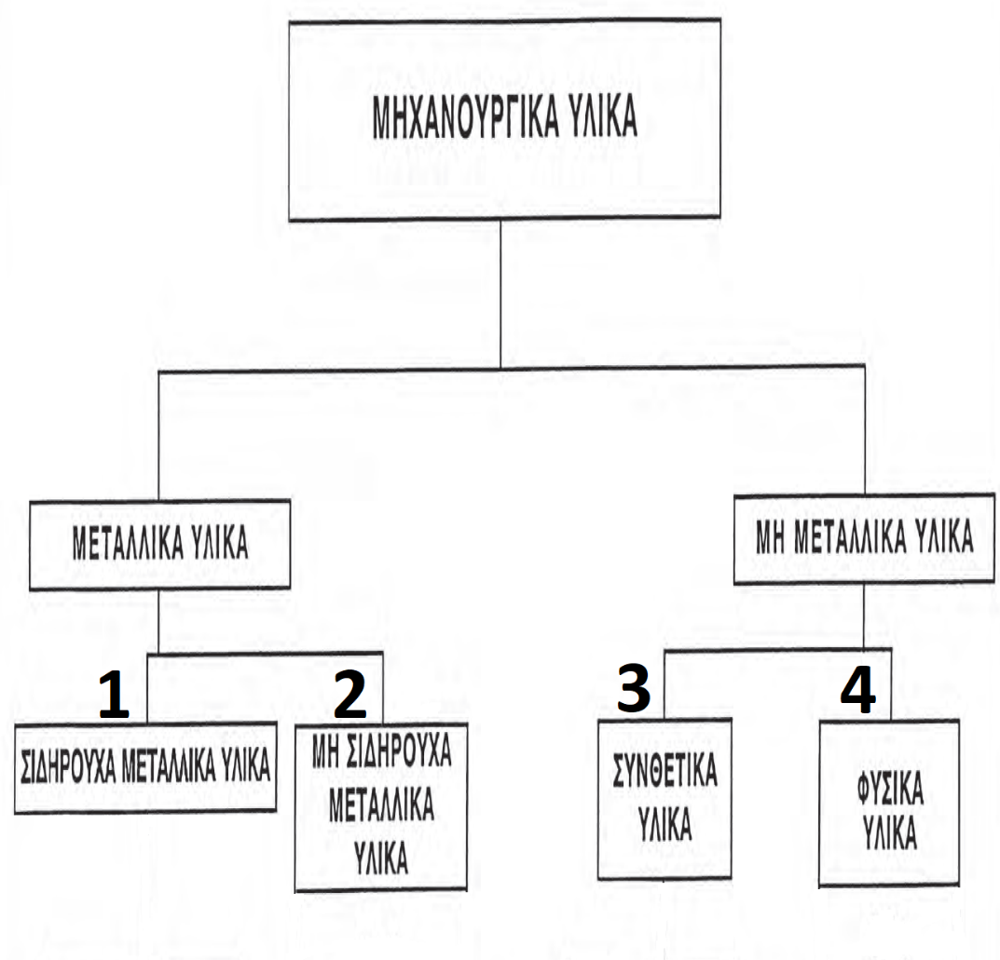 ΜΗΧΑΝΟΥΡΓΙΚΑ ΥΛΙΚΑ
ΜΕΤΑΛΛΙΚΑ ΥΛΙΚΑ
ΜΗ ΜΕΤΑΛΛΙΚΑ ΥΛΙΚΑ
1
2
3
4
ΣΙΔΗΡΟΥΧΑ ΜΕΤΑΛΛΙΚΑ ΥΛΙΚΑ
ΜΗ ΣΙΔΗΡΟΥΧΑ
ΜΕΤΑΛΛΙΚΑ
ΥΛΙΚΑ
ΣΥΝΘΕΤΙΚΑ
ΥΛΙΚΑ
ΦΥΣΙΚΑ
ΥΛΙΚΑ